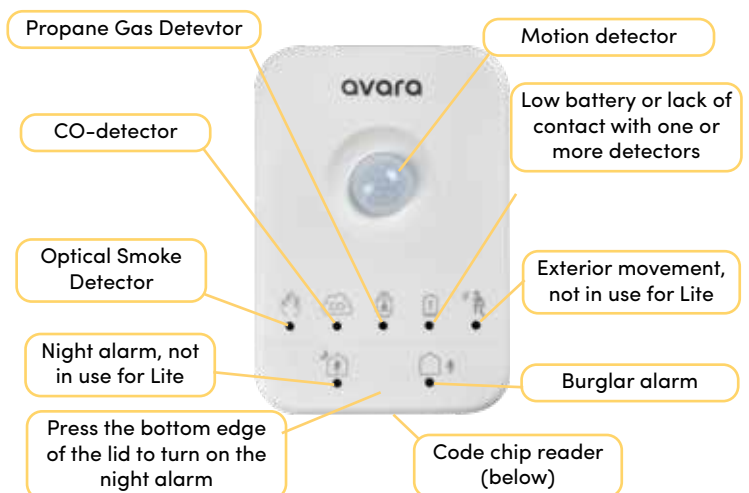 Propane Gas Detevtor
Motion detector
avara
Low battery or lack of
contact with one or
more detectors
CO-detector
Optical Smoke
Detector
CO
Exterior movement,
not in use for Lite
Night alarm, not
in use for Lite
Burglar alarm
Press the bottom edge
of the lid to turn on the
night alarm
Code chip reader
(below)